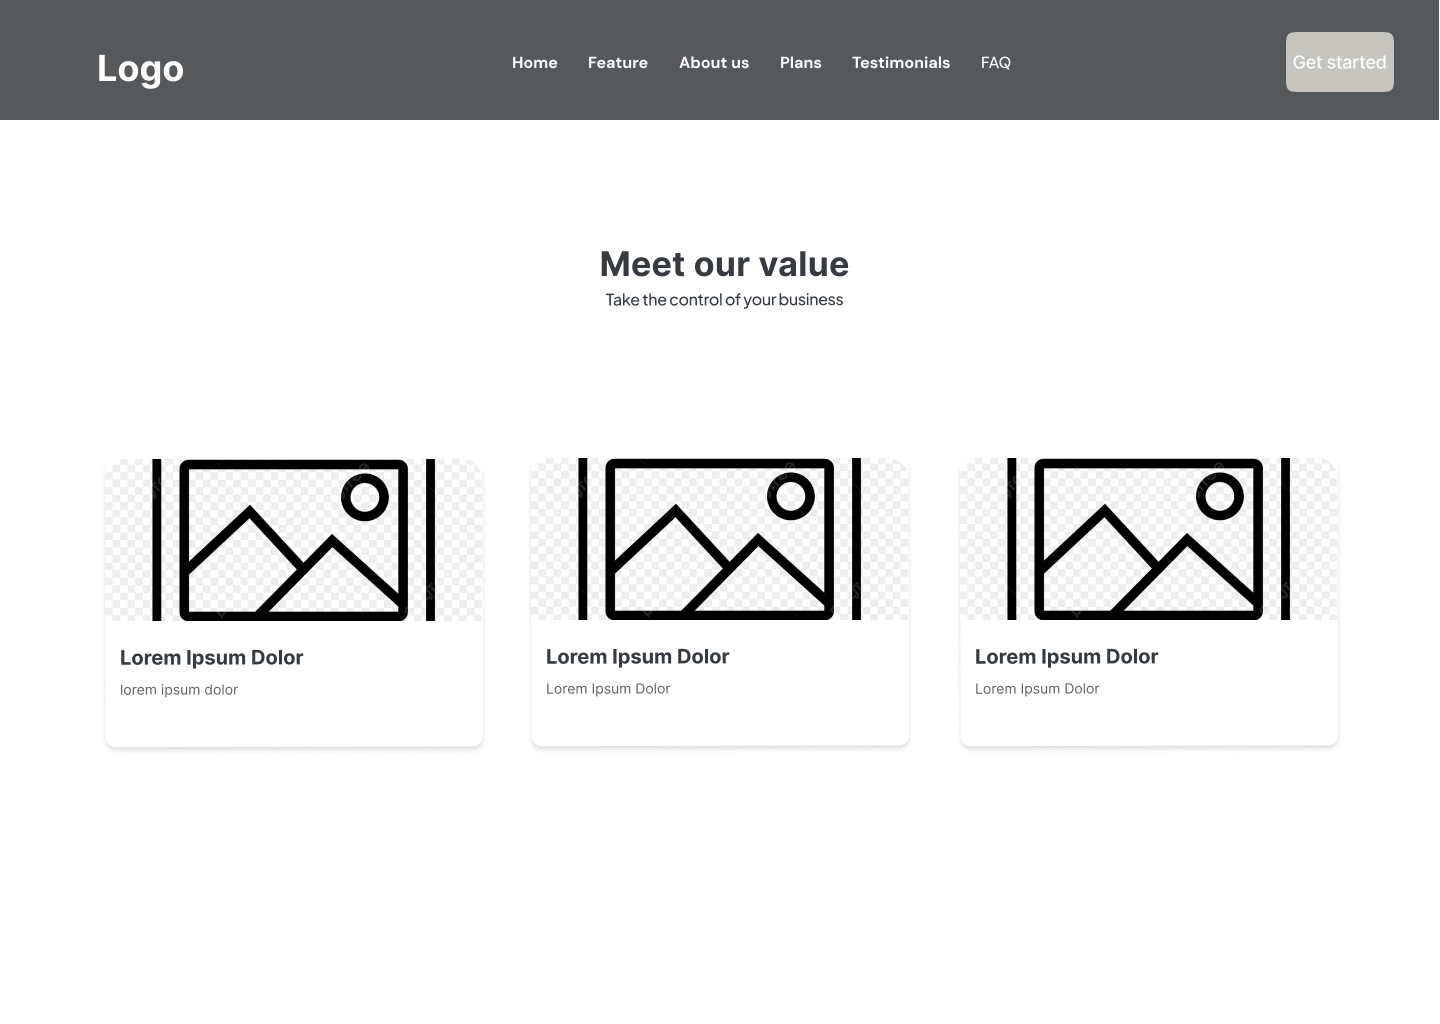 Logo
Home Feature About us Plans Testimonials FAQ
Get started
Meet our value
Take the control of your business
Lorem Ipsum Dolor
lorem ipsum dolor
Lorem Ipsum Dolor
Lorem Ipsum Dolor
Lorem Ipsum Dolor
Lorem Ipsum Dolor